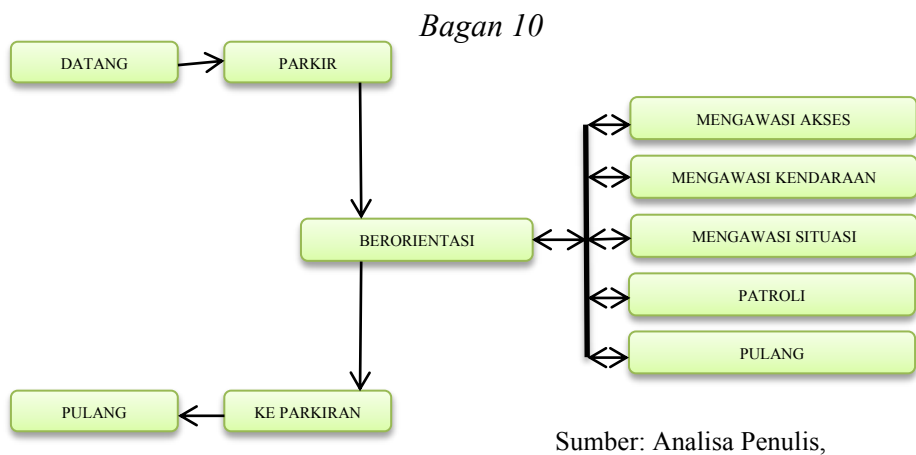 Bagan 10
DATANG
PARKIR
MENGAWASI AKSES
MENGAWASI KENDARAAN
BERORIENTASI
MENGAWASI SITUASI
PATROLI
PULANG
PULANG
KE PARKIRAN
Sumber: Analisa Penulis,